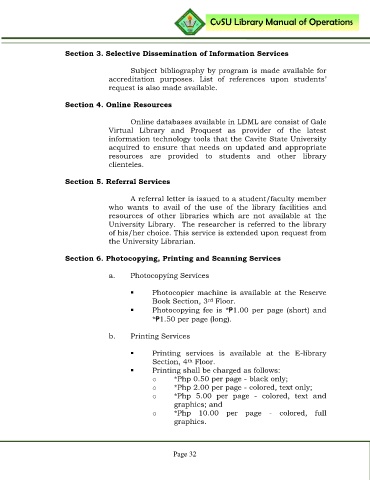 CvSU Library Manual of Operations
Section 3. Selective Dissemination of Information Services
Subject bibliography by program is made available for
accreditation purposes. List of references upon students'
request is also made available.
Section 4. Online Resources
Online databases available in LDML are consist of Gale
Virtual Library and Proquest as provider of the latest
information technology tools that the Cavite State University
acquired to ensure that needs on updated and appropriate
resources are provided to students and other library
clienteles.
Section 5. Referral Services
A referral letter is issued to a student/faculty member
who wants to avail of the use of the library facilities and
resources of other libraries which are not available at the
University Library. The researcher is referred to the library
of his/her choice. This service is extended upon request from
the University Librarian.
Section 6. Photocopying, Printing and Scanning Services
a. Photocopying Services
▪ Photocopier machine is available at the Reserve
Book Section, 3rd Floor.
▪ Photocopying fee is *₱1.00 per page (short) and
*₱1.50 per page (long).
b. Printing Services
▪ Printing services is available at the E-library
Section, 4th Floor.
▪ Printing shall be charged as follows:
o *Php 0.50 per page - black only;
o *Php 2.00 per page - colored, text only;
o *Php 5.00 per page - colored, text and
graphics; and
o *Php 10.00 per page - colored, full
graphics.
Page 32